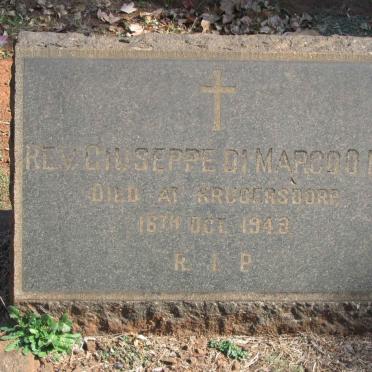 REV. GIUSEPPE DI MARCO O.
DIED AT KRUGERSDORP
16TH OCT. 1943
R I P